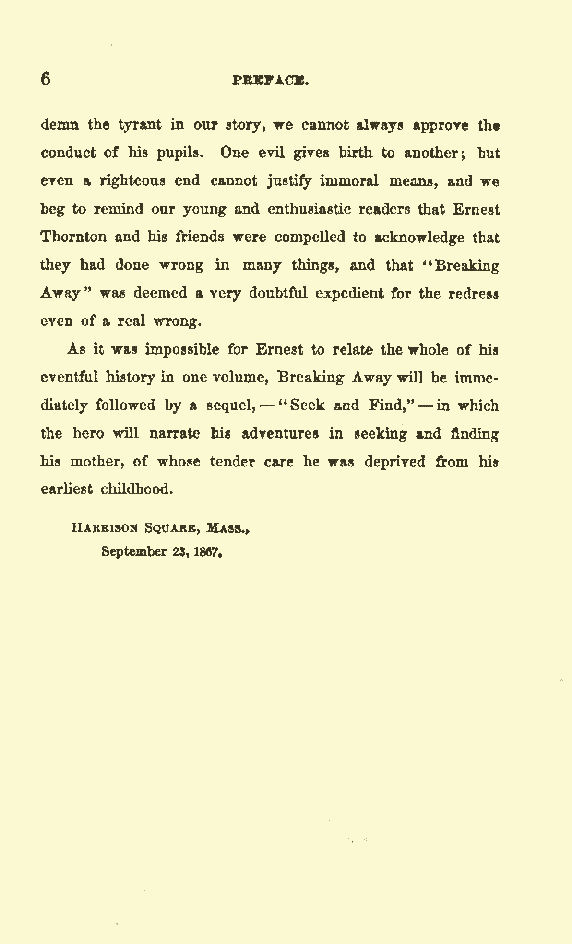 6 PREFACE.
demn the tyrant in our story, we cannot always approve the
conduct of his pupils. One evil gives birth to another; but
even a righteous end cannot justify immoral means, and we
beg to remind our young and enthusiastic readers that Ernest
Thornton and his friends were compelled to acknowledge that
they had done wrong in many things, and that "Breaking
Away" was deemed a very doubtful expedient for the redress
even of a real wrong.
As it was impossible for Ernest to relate the whole of his
eventful history in one volume, Breaking Away will be imme-
diately followed by a sequel, — "Seek and Find," — in which
the hero will narrate his adventures in seeking and finding
his mother, of whose tender care he was deprived from his
earliest childhood.
HARRISON SQUARE, MASS.,
September 23, 1867.